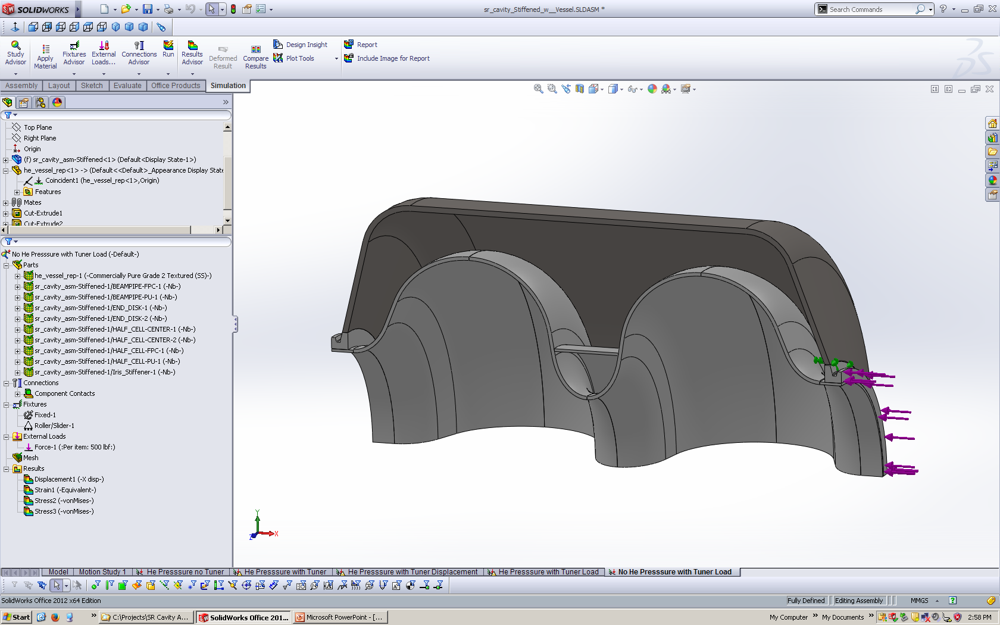 SOLIDWORKS
sr_cavity_Stiffened_w__Vessel.SLDASM *
Search Commands
Study Advisor
Apply Material
Fixtures Advisor
External Loads...
Connections Advisor
Run
Results Advisor
Deformed Result
Compare Results
Design Insight
Plot Tools
Report
Include Image for Report
Assembly
Layout
Sketch
Evaluate
Office Products
Simulation
Top Plane
Right Plane
Origin
(f) sr_cavity_asm-Stiffened<1> (Default<Display State-1>)
he_vessel_rep<1> -> (Default<<Default>_Appearance Display State
Coincident1 (he_vessel_rep<1>,Origin)
Features
Mates
Cut-Extrude1
Cut-Extrude2
No He Presssure with Tuner Load (-Default-)
Parts
he_vessel_rep-1 (-Commercially Pure Grade 2 Textured (SS)-)
sr_cavity_asm-Stiffened-1/BEAMPIPE-FPC-1 (-Nb-)
sr_cavity_asm-Stiffened-1/BEAMPIPE-PU-1 (-Nb-)
sr_cavity_asm-Stiffened-1/END_DISK-1 (-Nb-)
sr_cavity_asm-Stiffened-1/END_DISK-2 (-Nb-)
sr_cavity_asm-Stiffened-1/HALF_CELL-CENTER-1 (-Nb-)
sr_cavity_asm-Stiffened-1/HALF_CELL-CENTER-2 (-Nb-)
sr_cavity_asm-Stiffened-1/HALF_CELL-FPC-1 (-Nb-)
sr_cavity_asm-Stiffened-1/HALF_CELL-PU-1 (-Nb-)
sr_cavity_asm-Stiffened-1/Iris_Stiffener-1 (-Nb-)
Connections
Component Contacts
Fixtures
Fixed-1
Roller/Slider-1
External Loads
Force-1 (:Per item: 500 lbf:)
Mesh
Results
Displacement1 (-X disp-)
Strain1 (-Equivalent-)
Stress2 (-vonMises-)
Stress3 (-vonMises-)
Y
X
Z
Model
Motion Study 1
He Presssure no Tuner
He Presssure with Tuner
He Presssure with Tuner Displacement
He Presssure with Tuner Load
No He Presssure with Tuner Load
SolidWorks Office 2012 x64 Edition
Fully Defined
Editing Assembly
MMGS
Start
C:\Projects\SR Cavity A...
SolidWorks Office 201...
Microsoft PowerPoint - [...
My Computer
My Documents
2:58 PM